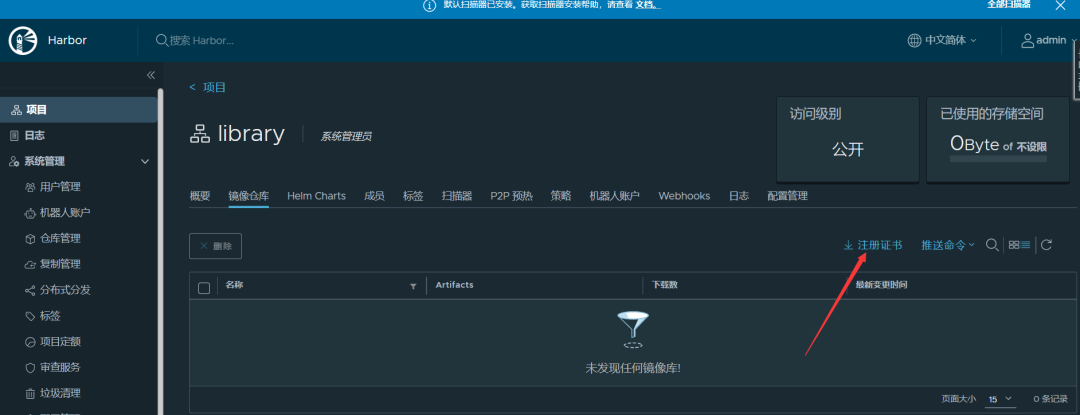 默认扫描器已安装。获取扫描器安装帮助，请查看 文档。
全部扫描器
Harbor
搜索 Harbor...
中文简体
admin
项目
日志
系统管理
用户管理
机器人账户
仓库管理
复制管理
分布式分发
标签
项目定额
审查服务
垃圾清理
< 项目
library
系统管理员
访问级别
公开
已使用的存储空间
0Byte of 不设限
概要 镜像仓库 Helm Charts 成员 标签 扫描器 P2P 预热 策略 机器人账户 Webhooks 日志 配置管理
删除
注册证书
推送命令
名称 Artifacts 下载数 最新变更时间
未发现任何镜像库!
页面大小 15 0 条记录